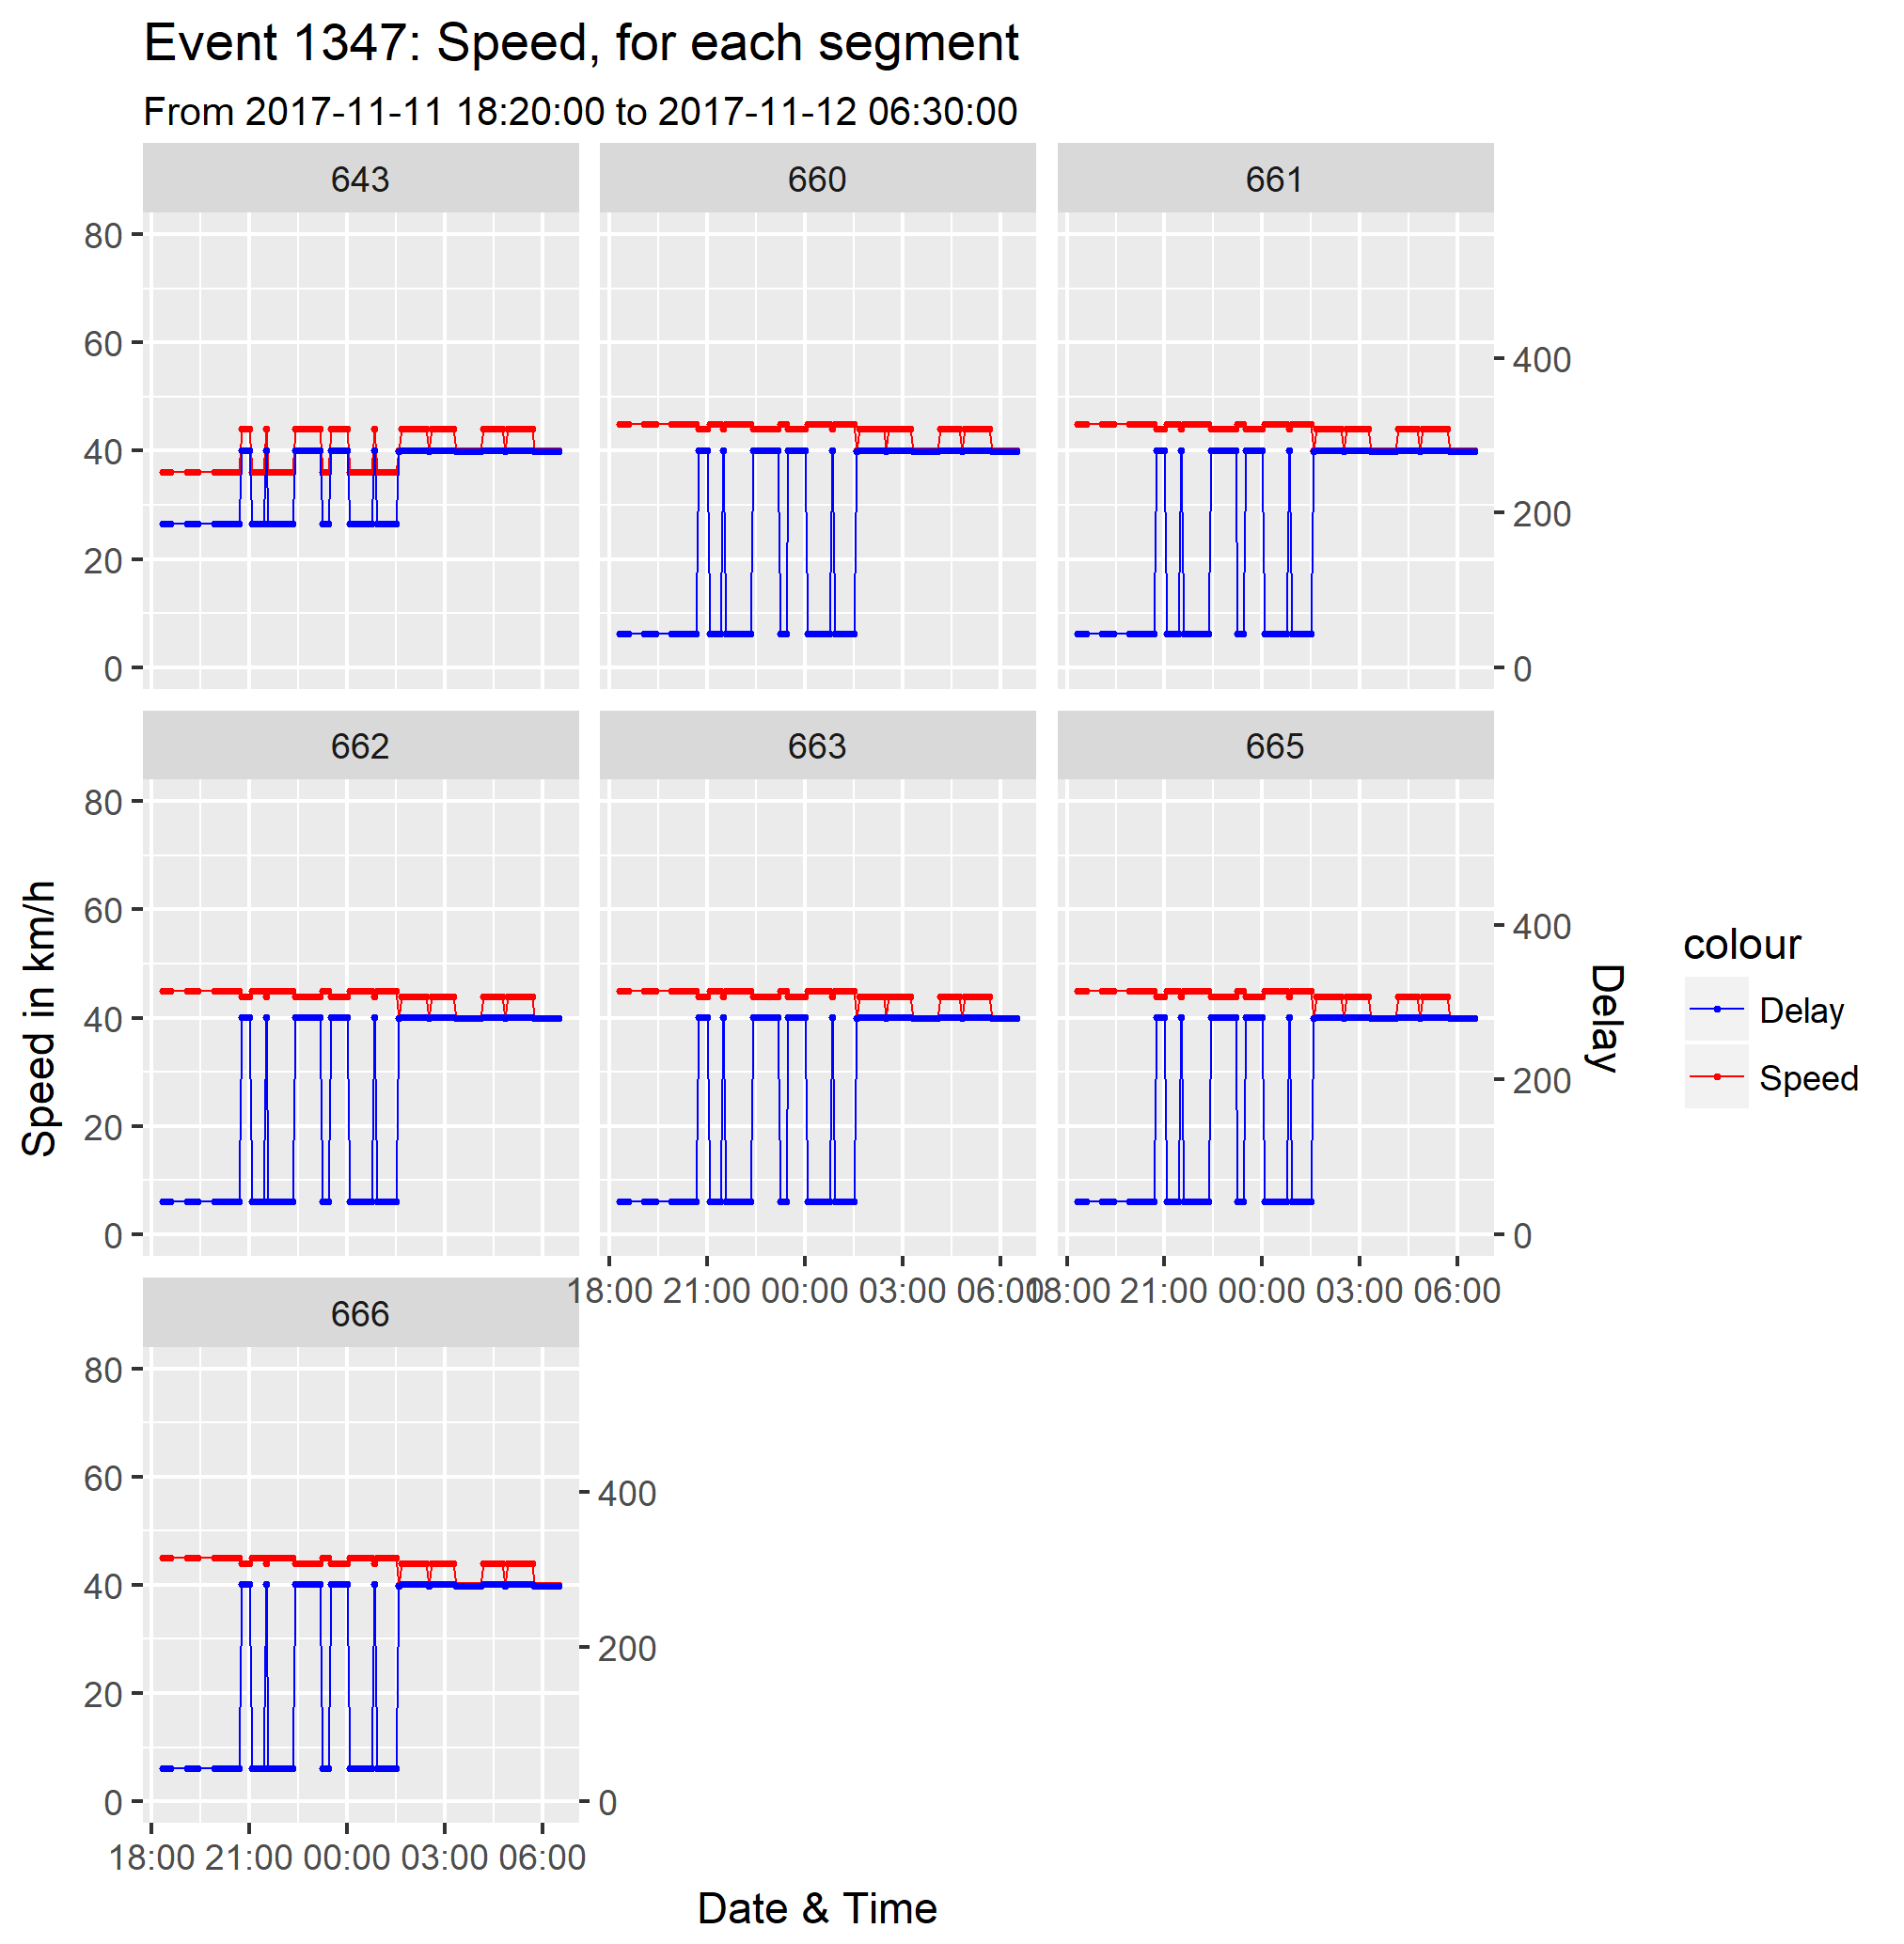 Event 1347: Speed, for each segment
From 2017-11-11 18:20:00 to 2017-11-12 06:30:00
643
660
661
80
60
40
20
0
400
200
0
662
663
665
80
60
40
20
0
400
200
0
18:00 21:00 00:00 03:00 06:00
18:00 21:00 00:00 03:00 06:00
666
80
60
40
20
0
400
200
0
18:00 21:00 00:00 03:00 06:00
Date & Time
Speed in km/h
Delay
colour
Delay
Speed